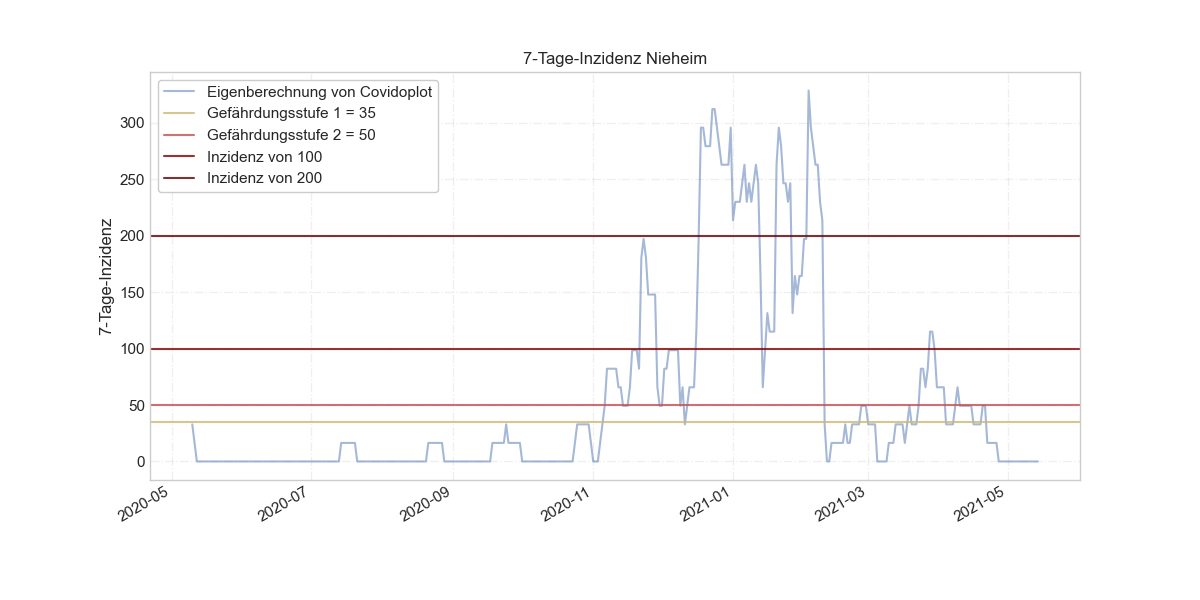 7-Tage-Inzidenz Nieheim
Eigenberechnung von Covidoplot
Gefährdungsstufe 1 = 35
Gefährdungsstufe 2 = 50
Inzidenz von 100
Inzidenz von 200
7-Tage-Inzidenz
300
250
200
150
100
50
0
2020-05
2020-07
2020-09
2020-11
2021-01
2021-03
2021-05